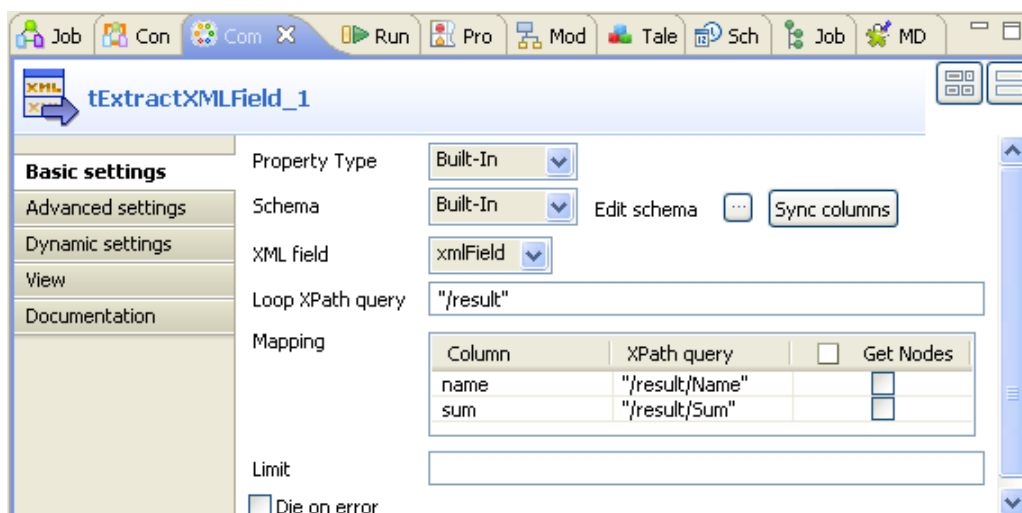 Job Con Com Run Pro Mod Tale Sch Job MD
XML
tExtractXMLField_1
Basic settings
Advanced settings
Dynamic settings
View
Documentation
Property Type Built-In
Schema Built-In Edit schema ... Sync columns
XML field xmlField
Loop XPath query "/result"
Mapping
Column XPath query Get Nodes
name "/result/Name"
sum "/result/Sum"
Limit
Die on error